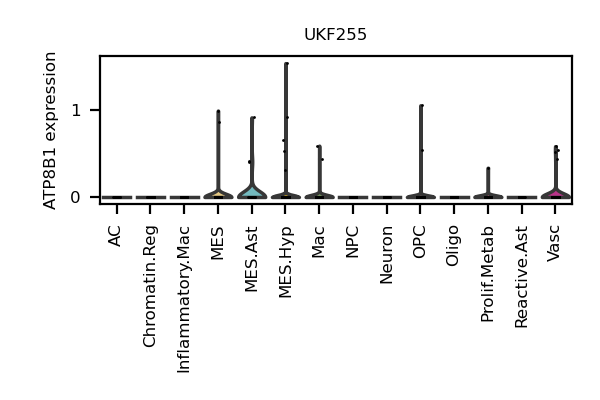 UKF255
ATP8B1 expression
1
0
AC
Chromatin.Reg
Inflammatory.Mac
MES
MES.Ast
MES.Hyp
Mac
NPC
Neuron
OPC
Oligo
Prolif.Metab
Reactive.Ast
Vasc